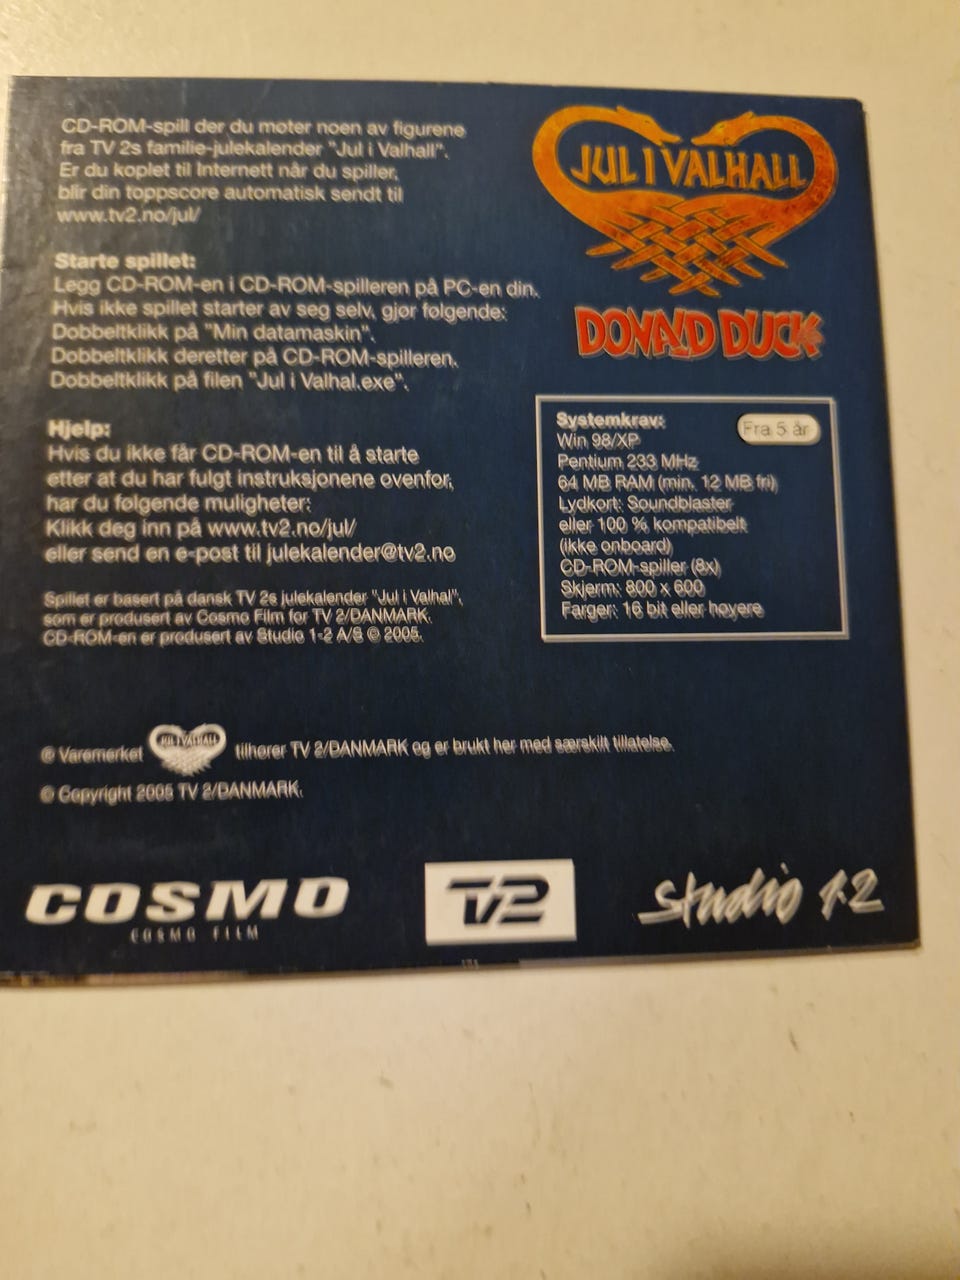 CD-ROM-spill der du møter noen av figurene
fra TV 2s familie-julekalender "Jul i Valhall".
Er du koplet til Internett når du spiller,
blir din toppscore automatisk sendt til
www.tv2.no/jul/
Starte spillet:
Legg CD-ROM-en i CD-ROM-spilleren på PC-en din.
Hvis ikke spillet starter av seg selv, gjør følgende:
Dobbeltklikk på "Min datamaskin".
Dobbeltklikk deretter på CD-ROM-spilleren.
Dobbeltklikk på filen "Jul i Valhal.exe".
Hjelp:
Hvis du ikke får CD-ROM-en til å starte
etter at du har fulgt instruksjonene ovenfor,
har du følgende muligheter:
Klikk deg inn på www.tv2.no/jul/
eller send en e-post til julekalender@tv2.no
Spillet er basert på dansk TV 2s julekalender "Jul i Valhal",
som er produsert av Cosmo Film for TV 2/DANMARK.
CD-ROM-en er produsert av Studio 1-2 A/S © 2005.
JUL I VALHALL
DONALD DUCK
Systemkrav:
Fra 5 år
Win 98/XP
Pentium 233 MHz
64 MB RAM (min. 12 MB fri)
Lydkort: Soundblaster
eller 100 % kompatibelt
(ikke onboard)
CD-ROM-spiller (8x)
Skjerm: 800 x 600
Farger: 16 bit eller høyere
® Varemerket JUL I VALHALL tilhører TV 2/DANMARK og er brukt her med særskilt tillatelse.
© Copyright 2005 TV 2/DANMARK.
COSMO
COSMO FILM
TV2
Studio 1-2